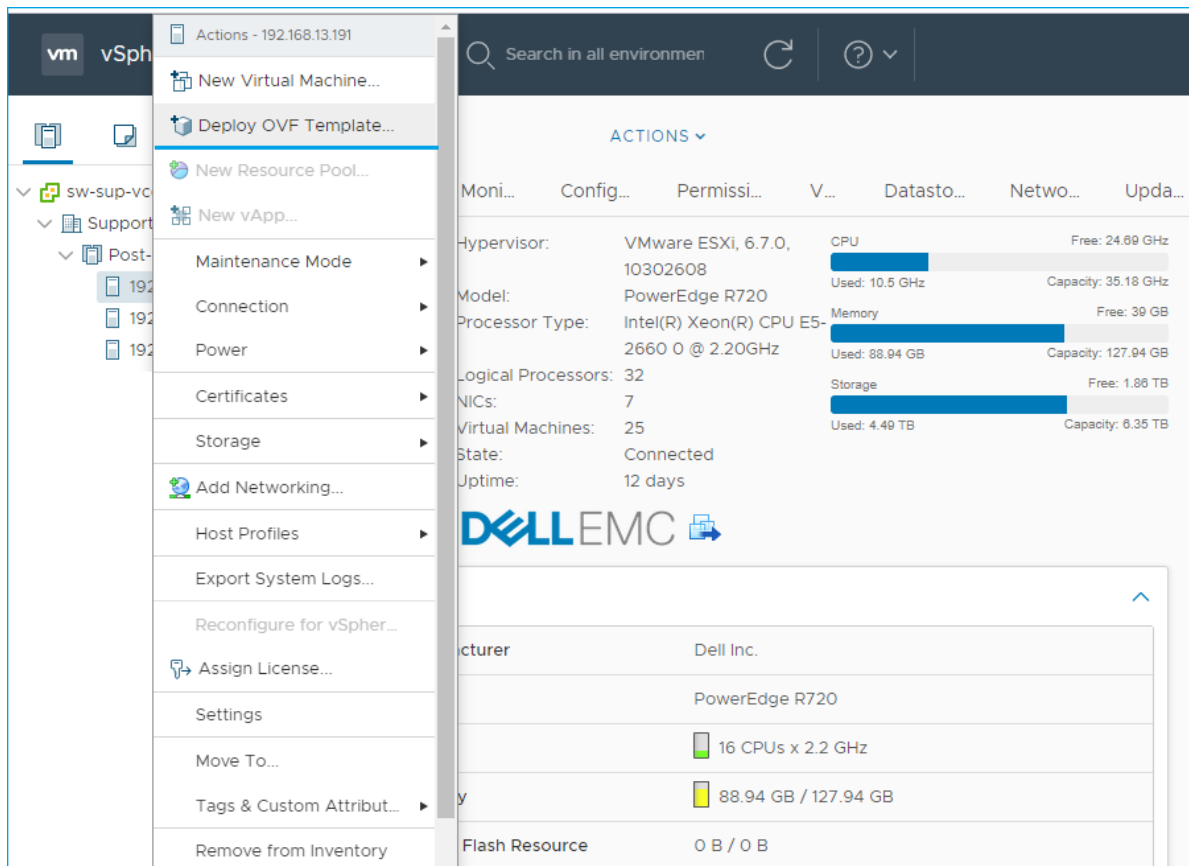 vm vSph
Search in all environmen
Actions - 192.168.13.191
New Virtual Machine...
Deploy OVF Template...
New Resource Pool...
New vApp...
Maintenance Mode
Connection
Power
Certificates
Storage
Add Networking...
Host Profiles
Export System Logs...
Reconfigure for vSpher...
Assign License...
Settings
Move To...
Tags & Custom Attribut...
Remove from Inventory
sw-sup-vc
Support
Post-
192
192
192
ACTIONS
Moni... Config... Permissi... V... Datasto... Netwo... Upda...
Hypervisor: VMware ESXi, 6.7.0,
10302608
Model: PowerEdge R720
Processor Type: Intel(R) Xeon(R) CPU E5-
2660 0 @ 2.20GHz
Logical Processors: 32
NICs: 7
Virtual Machines: 25
State: Connected
Uptime: 12 days
CPU Free: 24.69 GHz
Used: 10.5 GHz Capacity: 35.18 GHz
Memory Free: 39 GB
Used: 88.94 GB Capacity: 127.94 GB
Storage Free: 1.86 TB
Used: 4.49 TB Capacity: 6.35 TB
DELLEMC
cturer Dell Inc.
PowerEdge R720
16 CPUs x 2.2 GHz
y 88.94 GB / 127.94 GB
Flash Resource 0 B / 0 B